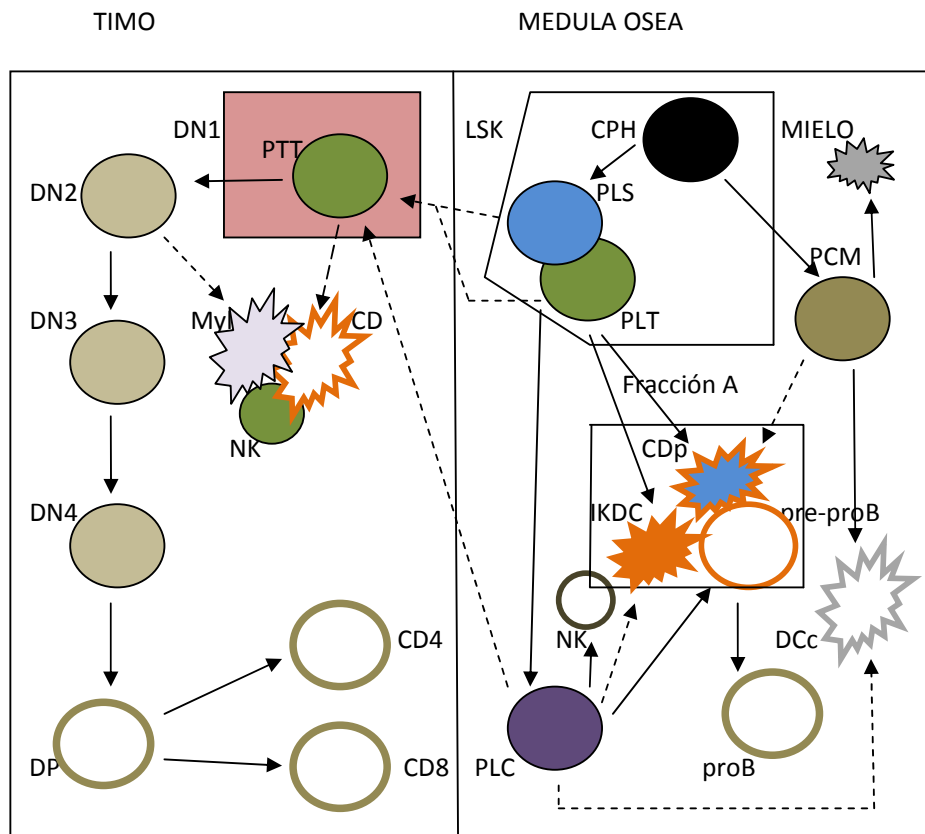 TIMO
MEDULA OSEA
DN1
PTT
DN2
DN3
Myl
CD
NK
DN4
CD4
DP
CD8
LSK
CPH
MIELO
PLS
PCM
PLT
Fracción A
CDp
IKDC
pre-proB
NK
DCc
PLC
proB